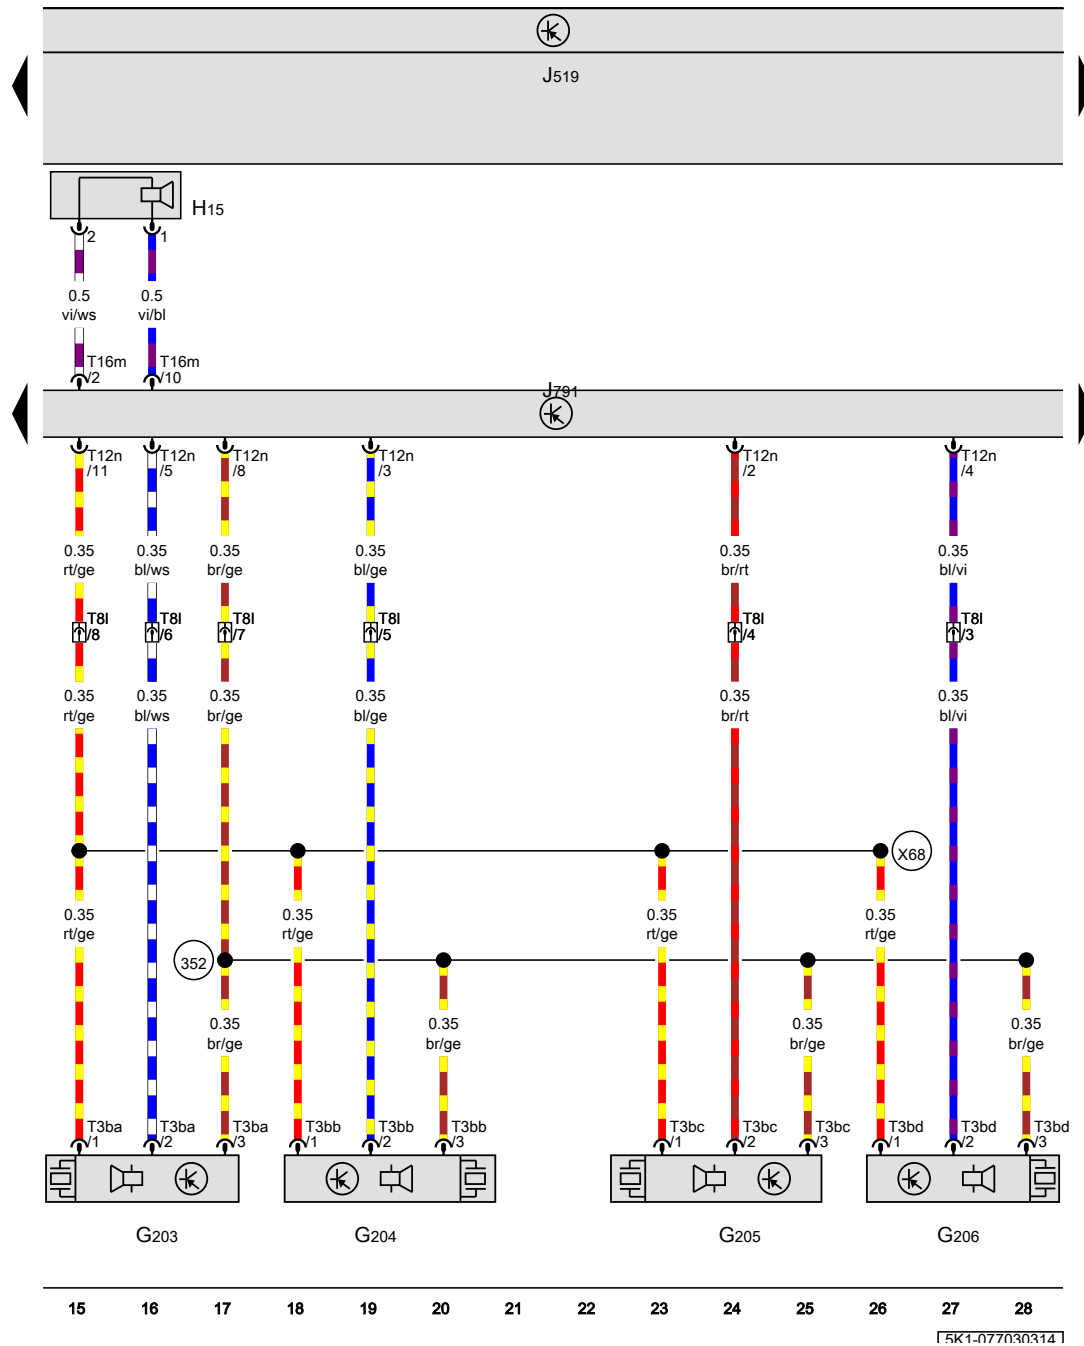 J519
H15
2 1
0.5 0.5
vi/ws vi/bl
T16m T16m
/2 /10
J791
T12n T12n T12n T12n T12n T12n
/11 /5 /8 /3 /2 /4
0.35 0.35 0.35 0.35 0.35 0.35
rt/ge bl/ws br/ge bl/ge br/rt bl/vi
T8l T8l T8l T8l T8l T8l
/8 /6 /7 /5 /4 /3
0.35 0.35 0.35 0.35 0.35 0.35
rt/ge bl/ws br/ge bl/ge br/rt bl/vi
X68
0.35 0.35 0.35 0.35
rt/ge rt/ge rt/ge rt/ge
352
0.35 0.35 0.35 0.35
br/ge br/ge br/ge br/ge
T3ba T3ba T3ba T3bb T3bb T3bb T3bc T3bc T3bc T3bd T3bd T3bd
/1 /2 /3 /1 /2 /3 /1 /2 /3 /1 /2 /3
G203 G204 G205 G206
15 16 17 18 19 20 21 22 23 24 25 26 27 28
5K1-077030314